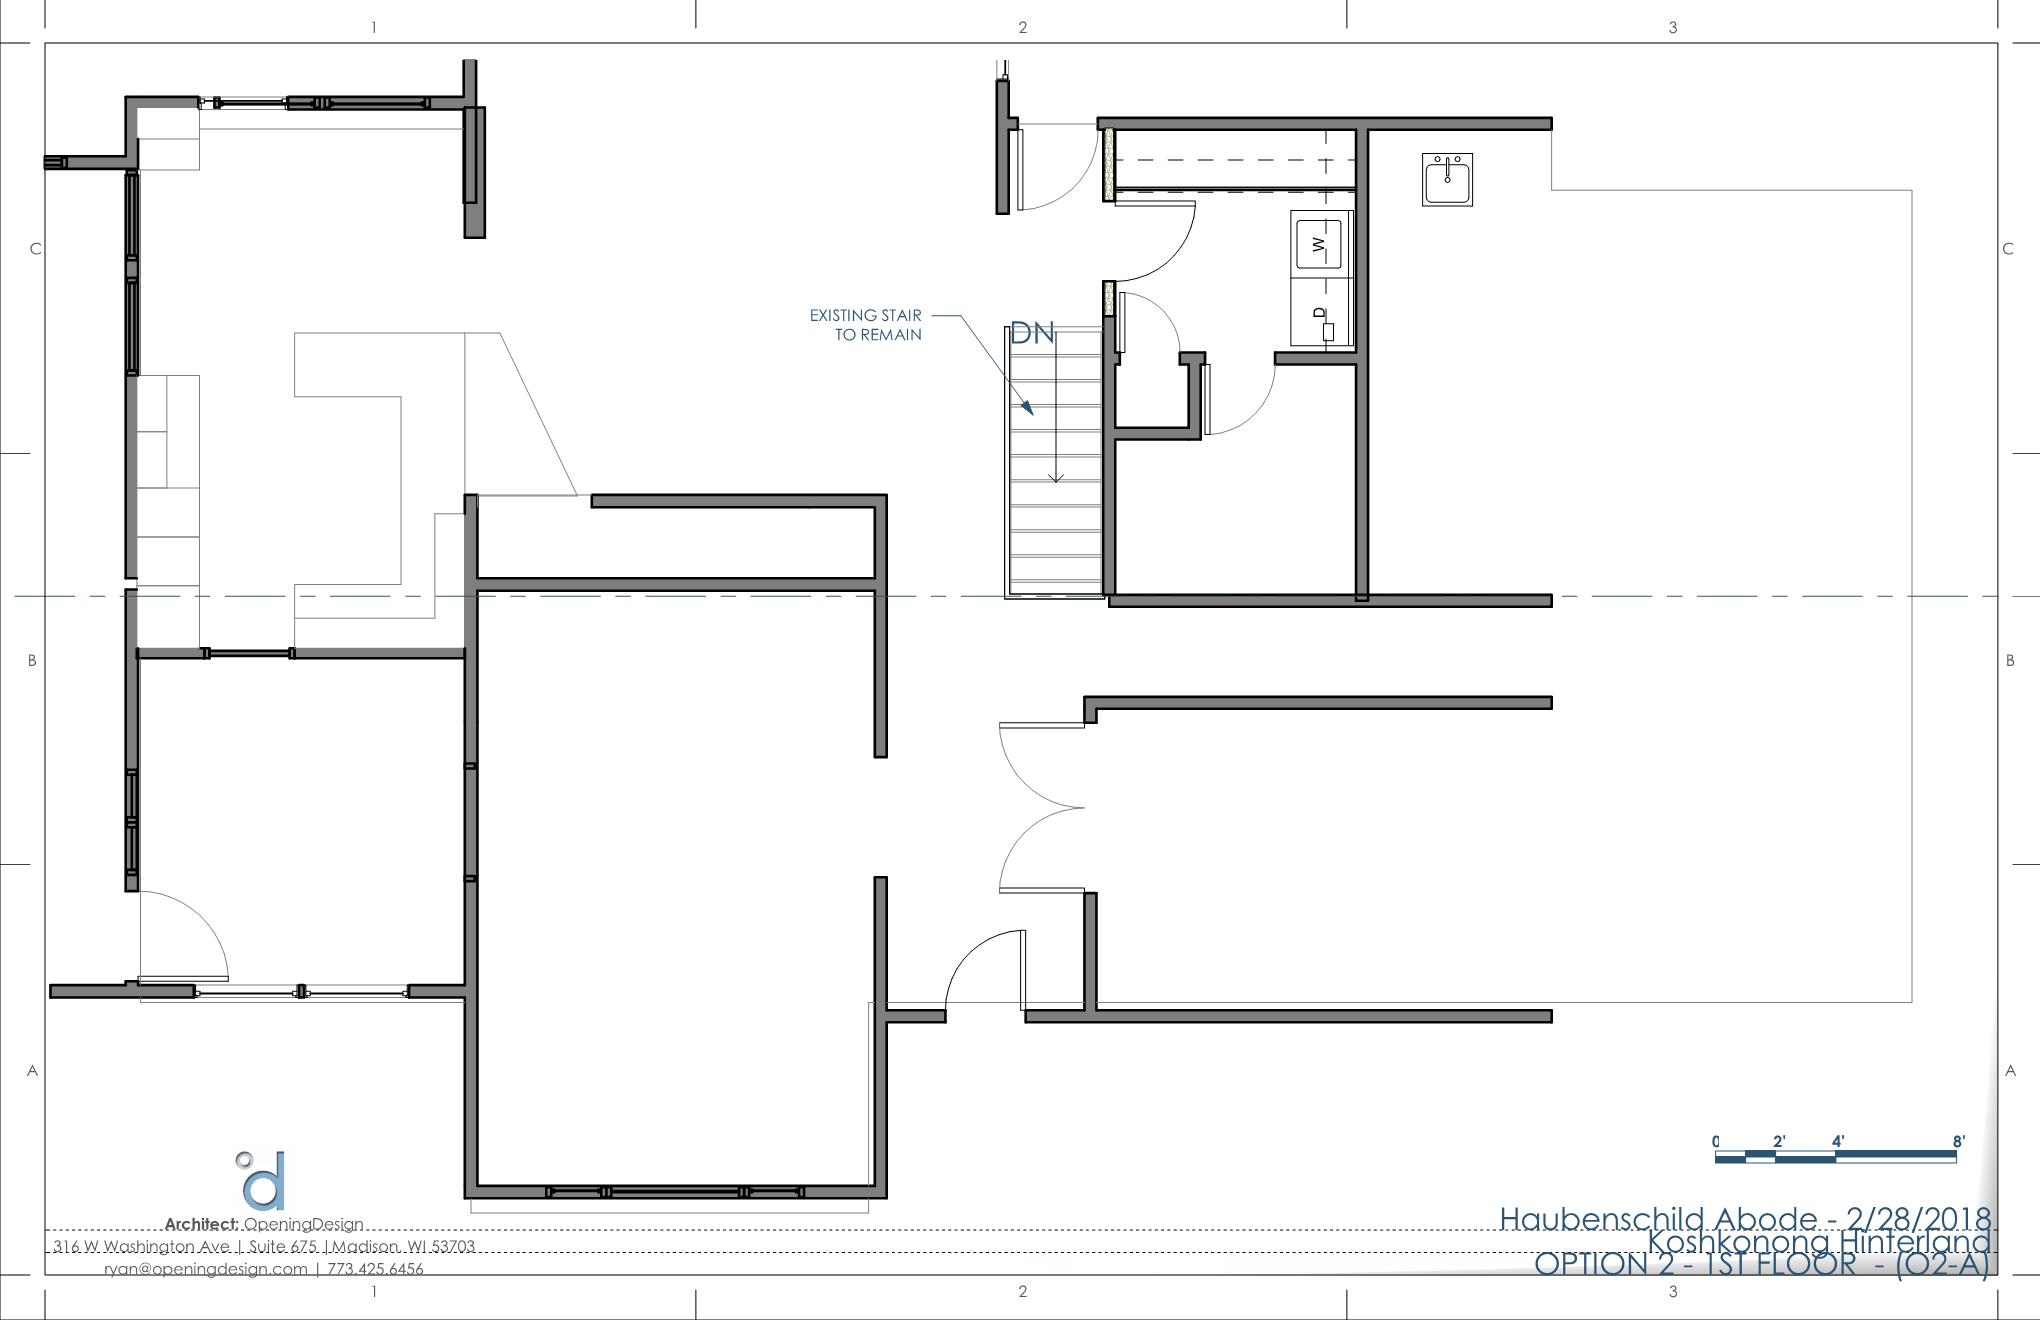 1
2
3
C
C
W
D
EXISTING STAIR
TO REMAIN
DN
B
B
A
A
0 2' 4' 8'
Architect: OpeningDesign
316 W Washington Ave | Suite 675 | Madison, WI 53703
ryan@openingdesign.com | 773.425.6456
Haubenschild Abode - 2/28/2018
Koshkonong Hinterland
OPTION 2 - 1ST FLOOR - (O2-A)
1
2
3